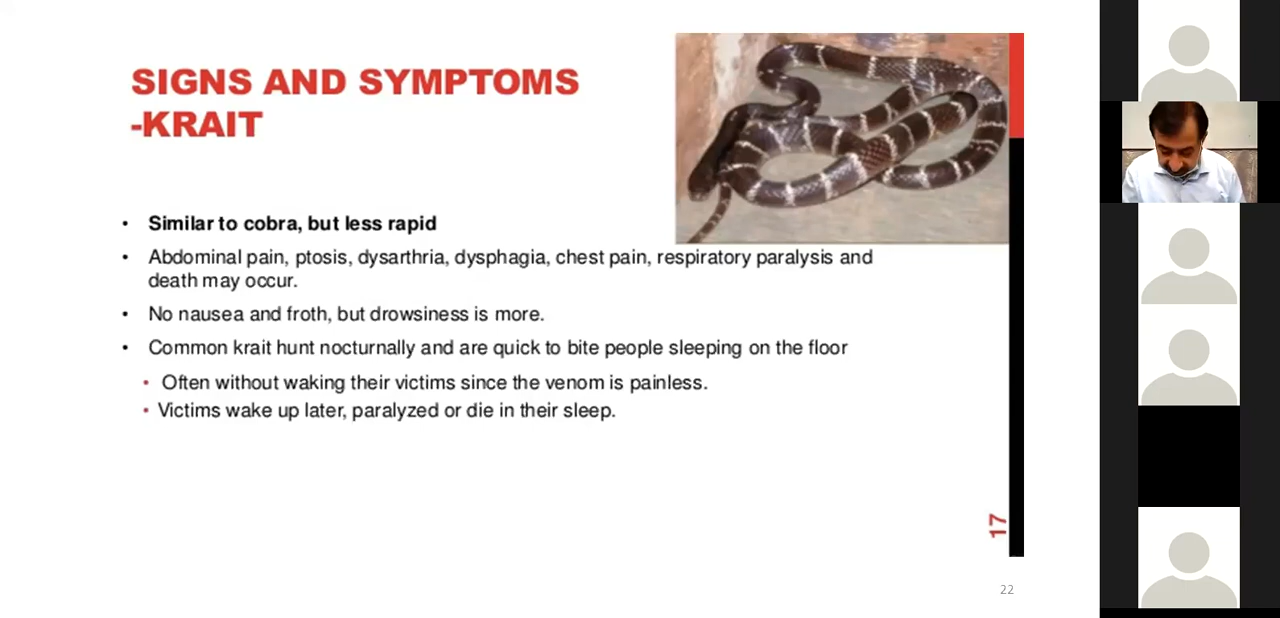 SIGNS AND SYMPTOMS
-KRAIT
• Similar to cobra, but less rapid
• Abdominal pain, ptosis, dysarthria, dysphagia, chest pain, respiratory paralysis and
death may occur.
• No nausea and froth, but drowsiness is more.
• Common krait hunt nocturnally and are quick to bite people sleeping on the floor
• Often without waking their victims since the venom is painless.
• Victims wake up later, paralyzed or die in their sleep.
17
22